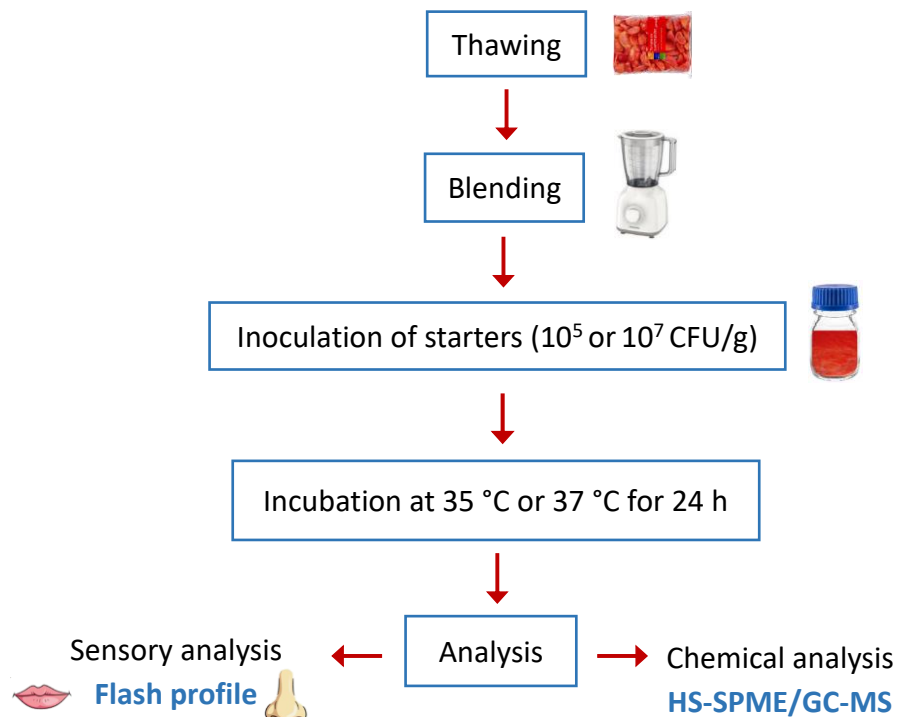 Thawing
Blending
Inoculation of starters (10⁵ or 10⁷ CFU/g)
Incubation at 35 °C or 37 °C for 24 h
Analysis
Sensory analysis
Flash profile
Chemical analysis
HS-SPME/GC-MS